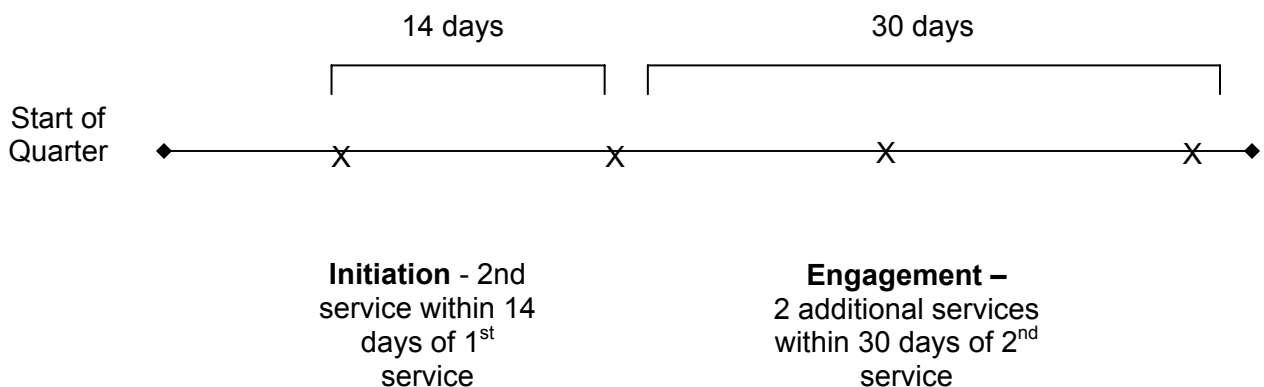 14 days
30 days
Start of
Quarter
X
X
X
X
Initiation - 2nd
service within 14
days of 1st
service
Engagement –
2 additional services
within 30 days of 2nd
service